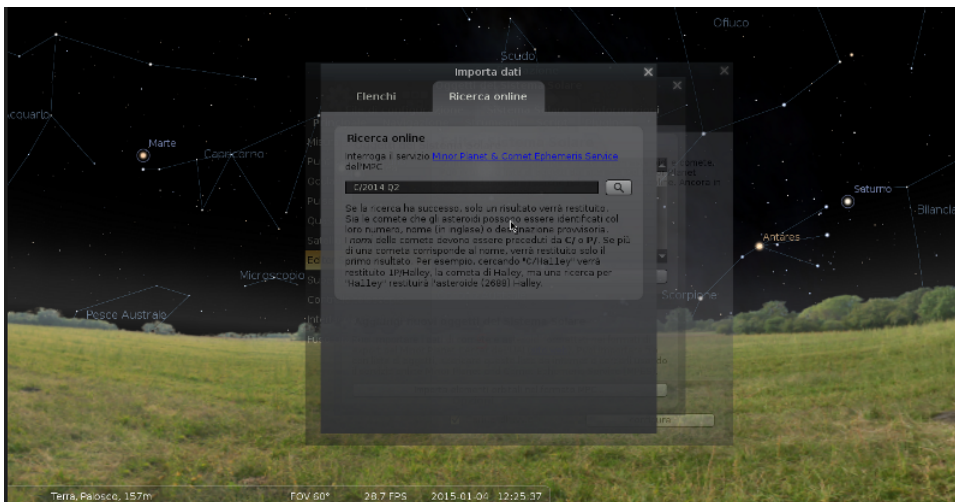 Ofiuco
Scudo
Importa dati
Elenchi
Ricerca online
Acquario
Marte
Capricorno
Ricerca online
Interroga il servizio Minor Planet & Comet Ephemeris Service
dell'MPC
C/2014 Q2
Se la ricerca ha successo, solo un risultato verrà restituito.
Sia le comete che gli asteroidi possono essere identificati col
loro numero, nome (in inglese) o designazione provvisoria.
I nomi delle comete devono essere preceduti da C/ o P/. Se più
di una cometa corrisponde al nome, verrà restituito solo il
primo risultato. Per esempio, cercando "C/Halley" verrà
restituito 1P/Halley, la cometa di Halley, ma una ricerca per
"Halley" restiturà l'asteroide (2688) Halley.
Saturno
Bilancia
Antares
Microscopio
Scorpione
Pesce Australe
Terra, Palosco, 157m
FOV 60°
28.7 FPS
2015-01-04 12:25:37